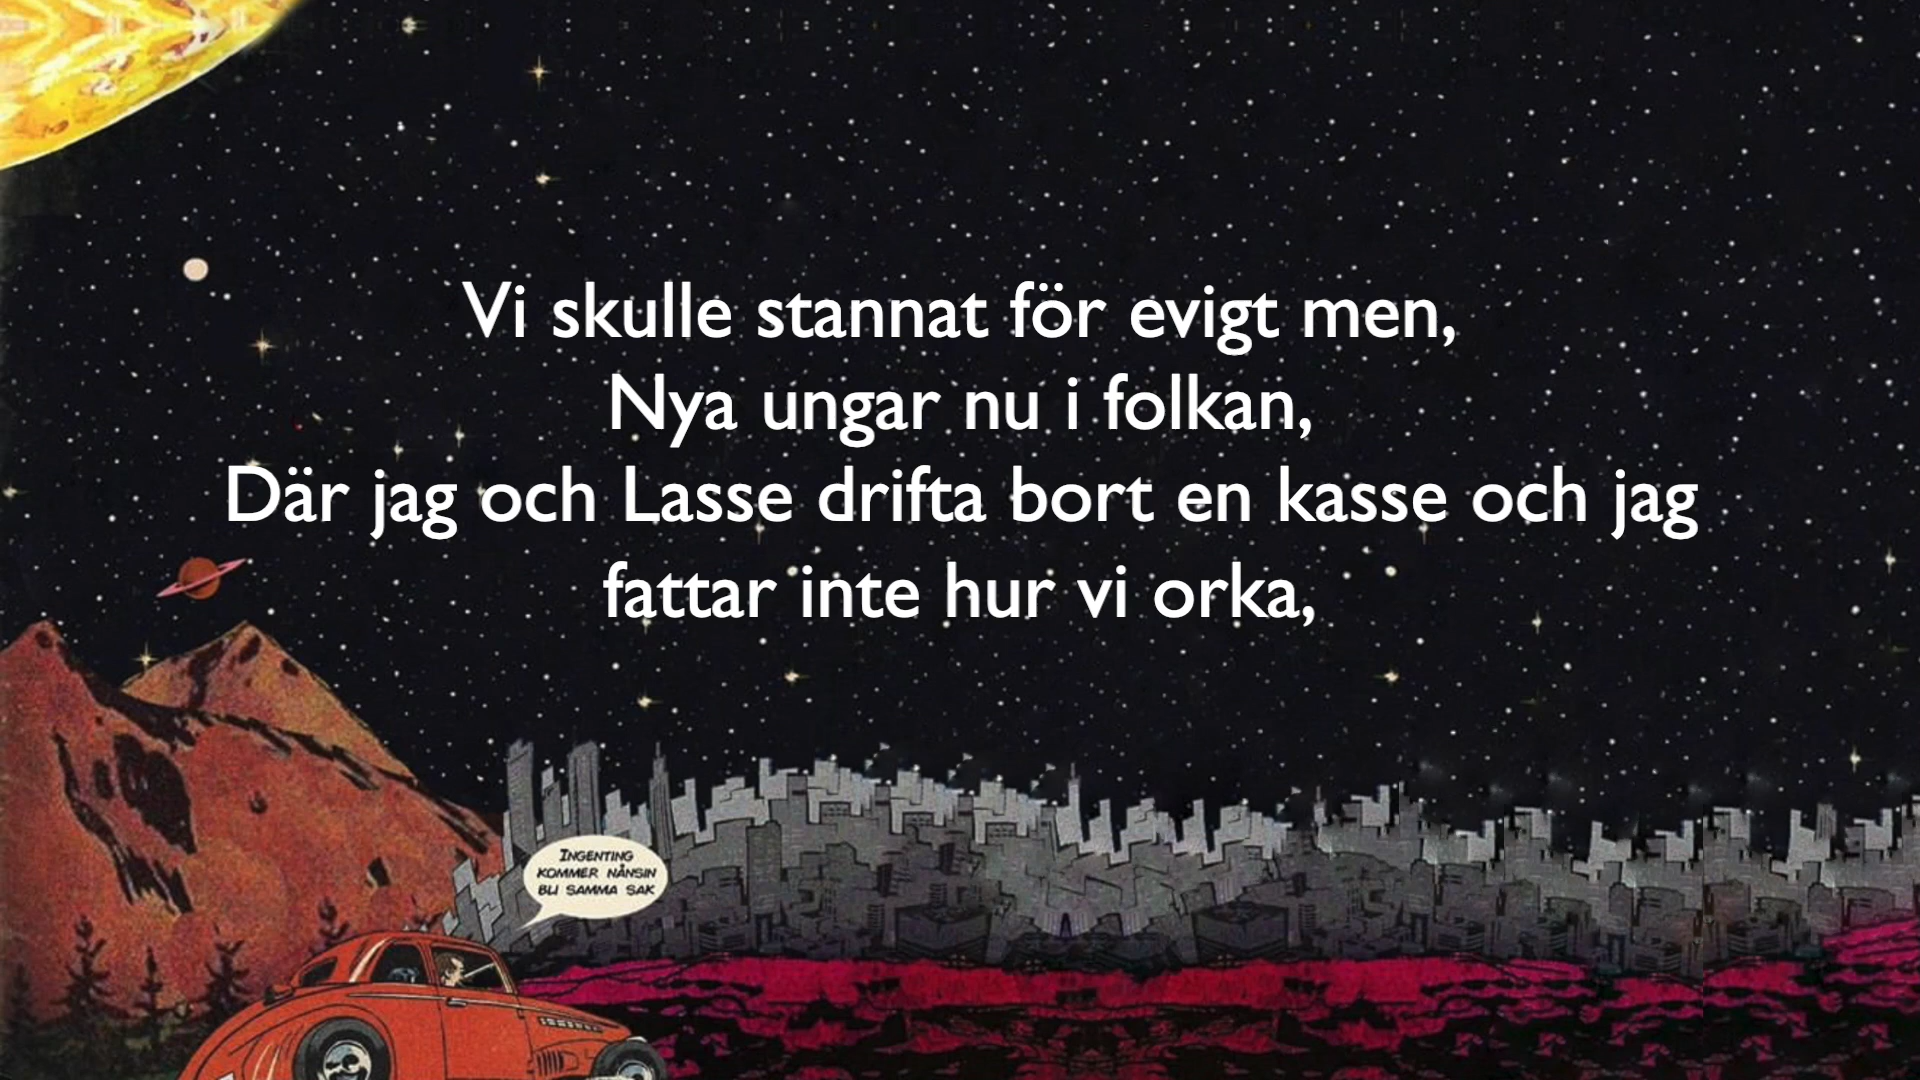 Vi skulle stannat för evigt men,
Nya ungar nu i folkan,
Där jag och Lasse drifta bort en kasse och jag
fattar inte hur vi orka,
INGENTING
KOMMER NÅNSIN
BLI SAMMA SAK